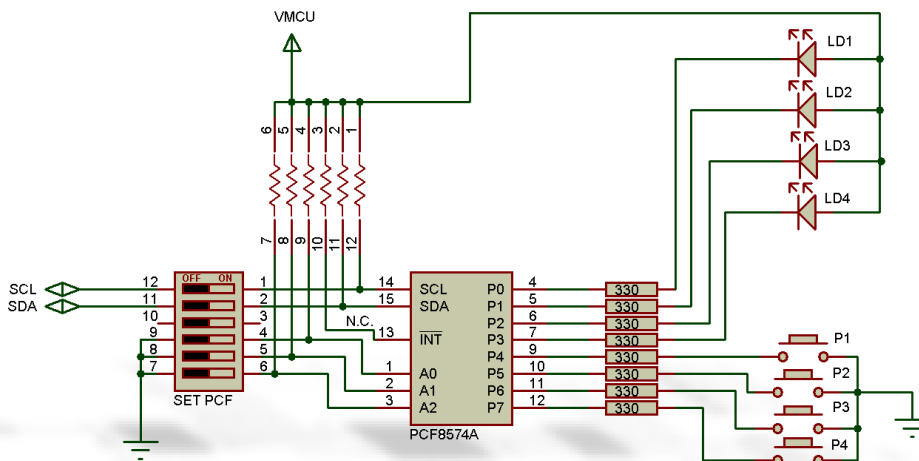 VMCU
LD1
LD2
LD3
LD4
6 5 4 3 2 1
7 8 9 10 11 12
OFF ON
SCL 12 1 14 SCL P0 4 330
SDA 11 2 15 SDA P1 5 330
10 3 N.C. P2 6 330
9 4 13 INT P3 7 330
8 5 P4 9 330 P1
7 6 1 A0 P5 10 330 P2
2 A1 P6 11 330 P3
3 A2 P7 12 330 P4
SET PCF
PCF8574A